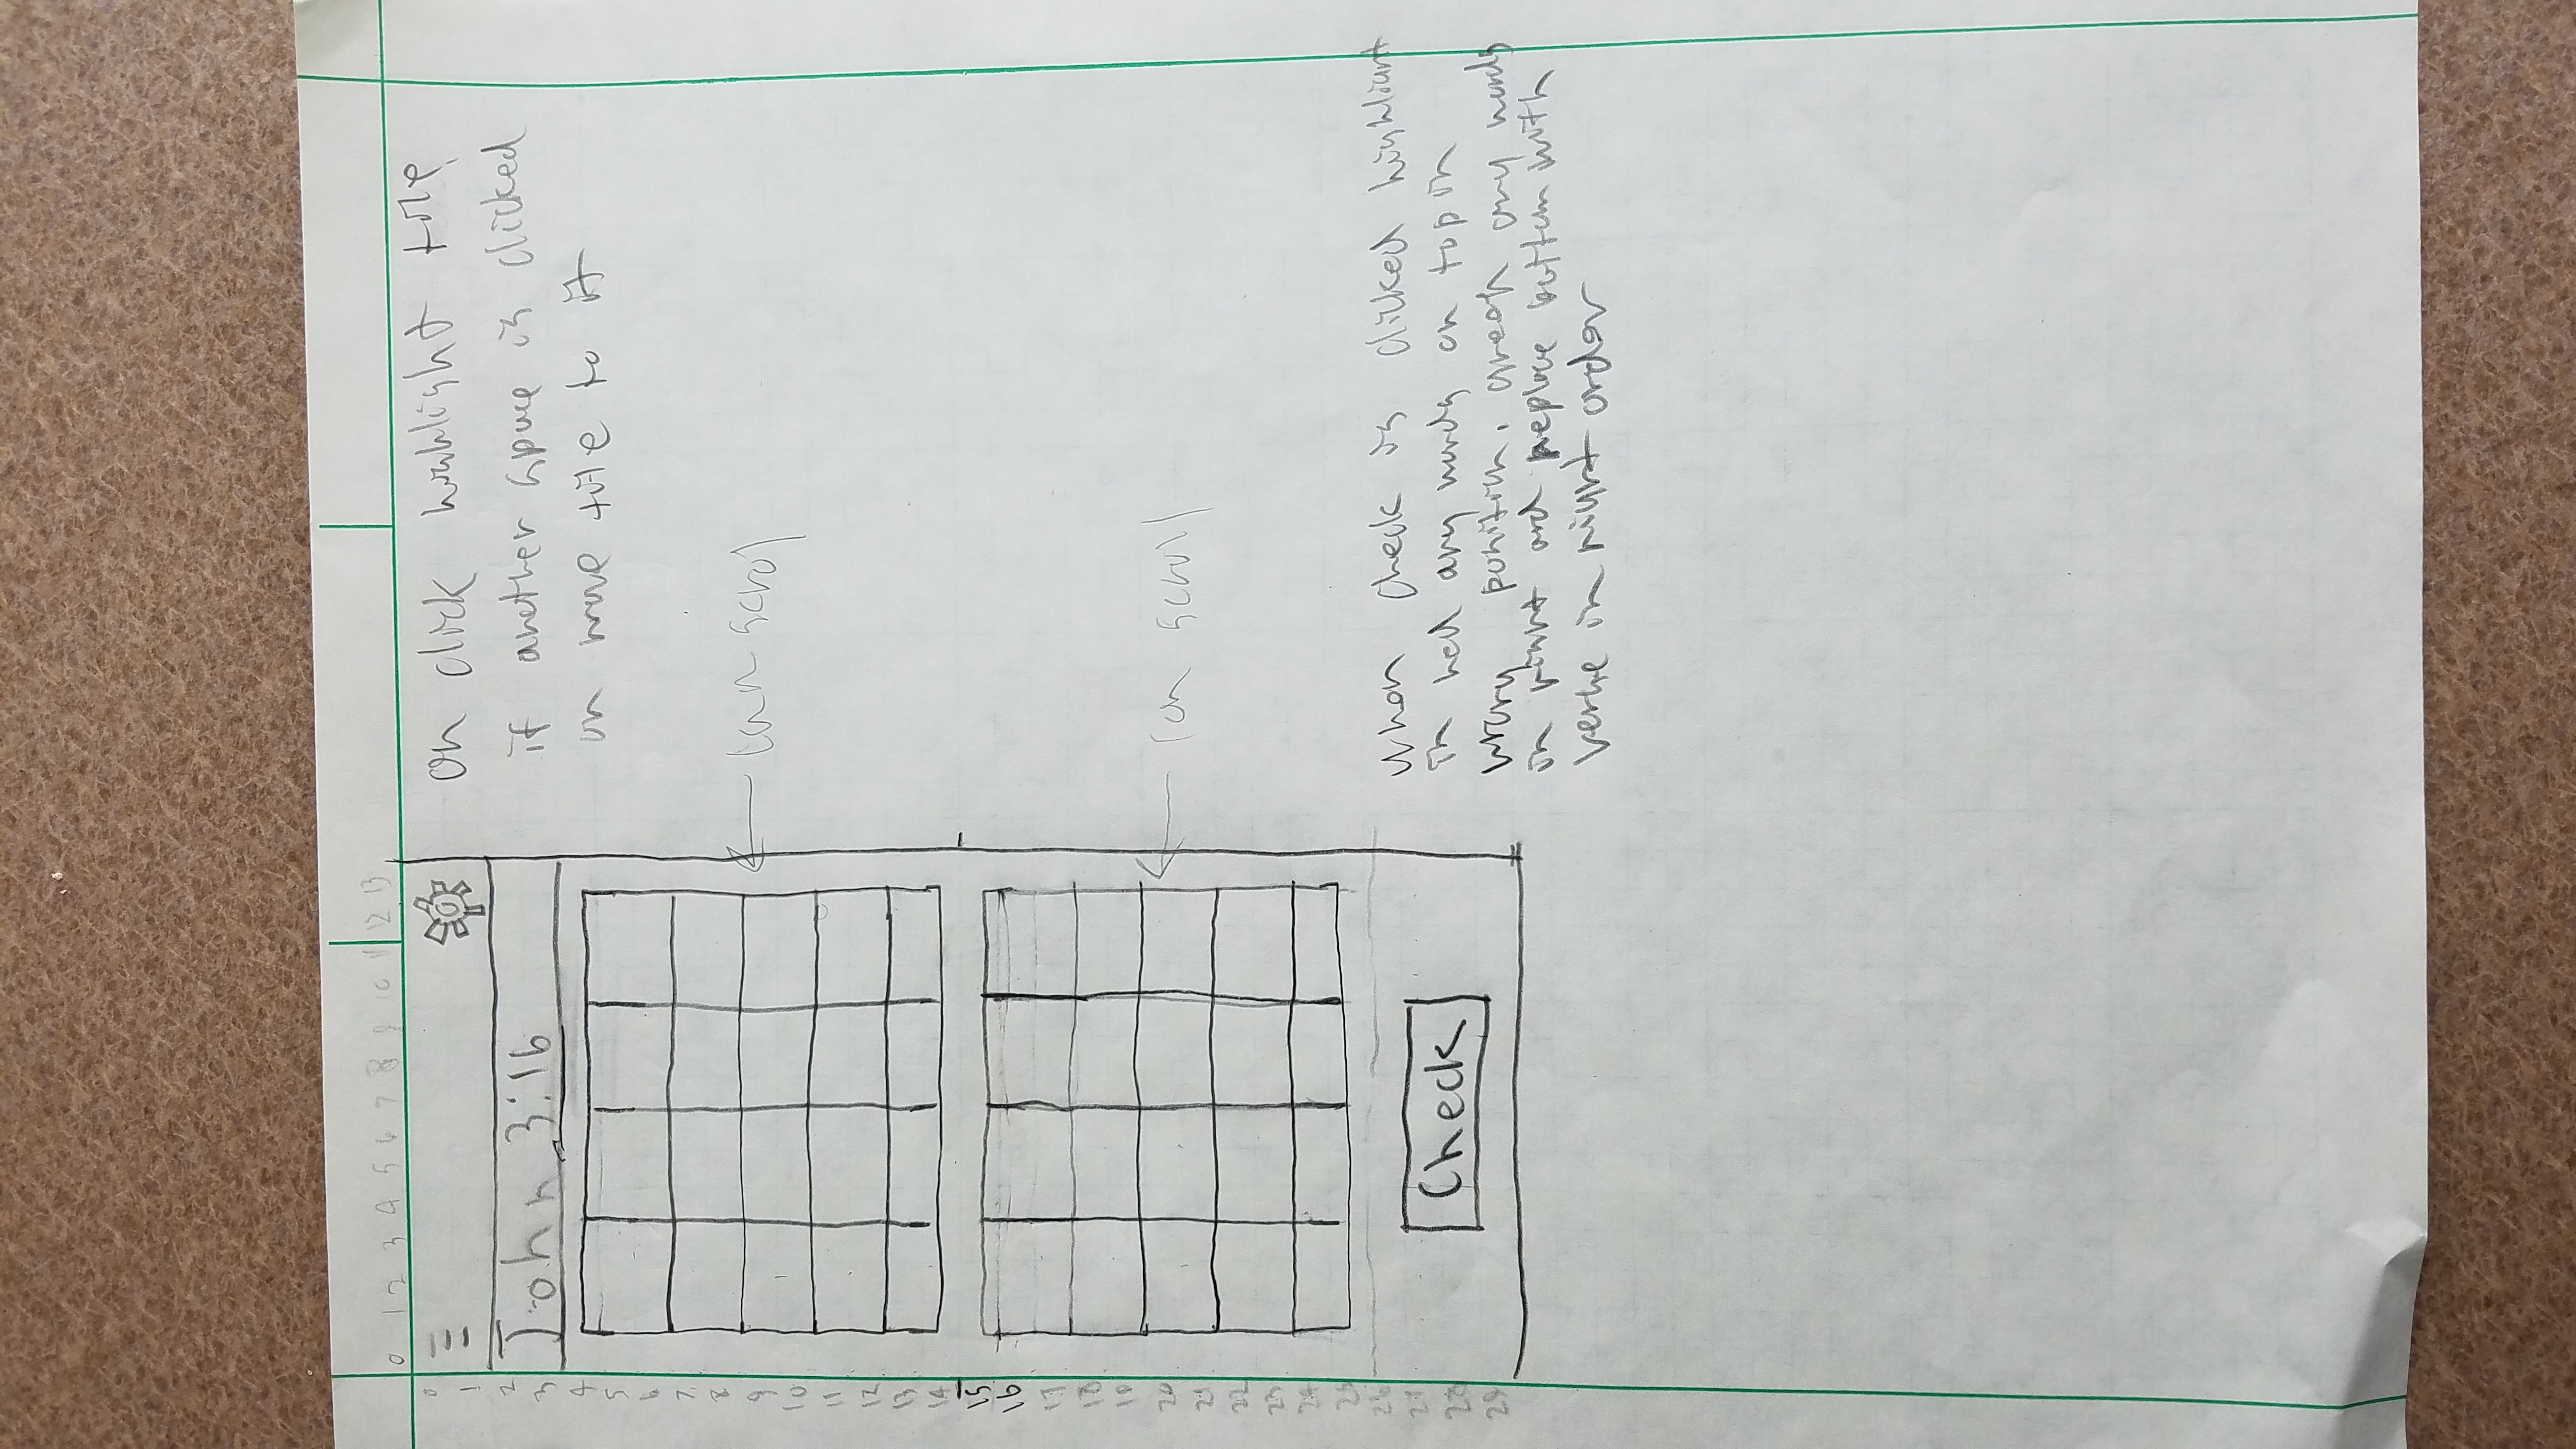 0 1 2 3 4 5 6 7 8 9 10 11 12 13
0
1
2
3
4
5
6
7
8
9
10
11
12
13
14
15
16
17
18
19
20
21
22
23
24
25
26
27
28
29
John 3:16
Check
on click highlight tile
if another space is clicked
on move tile to it
can scrol
can scroll
when check is clicked highlight
in red any words on top in
wrong position, green any words
in right and replace bottom with
verse in right order